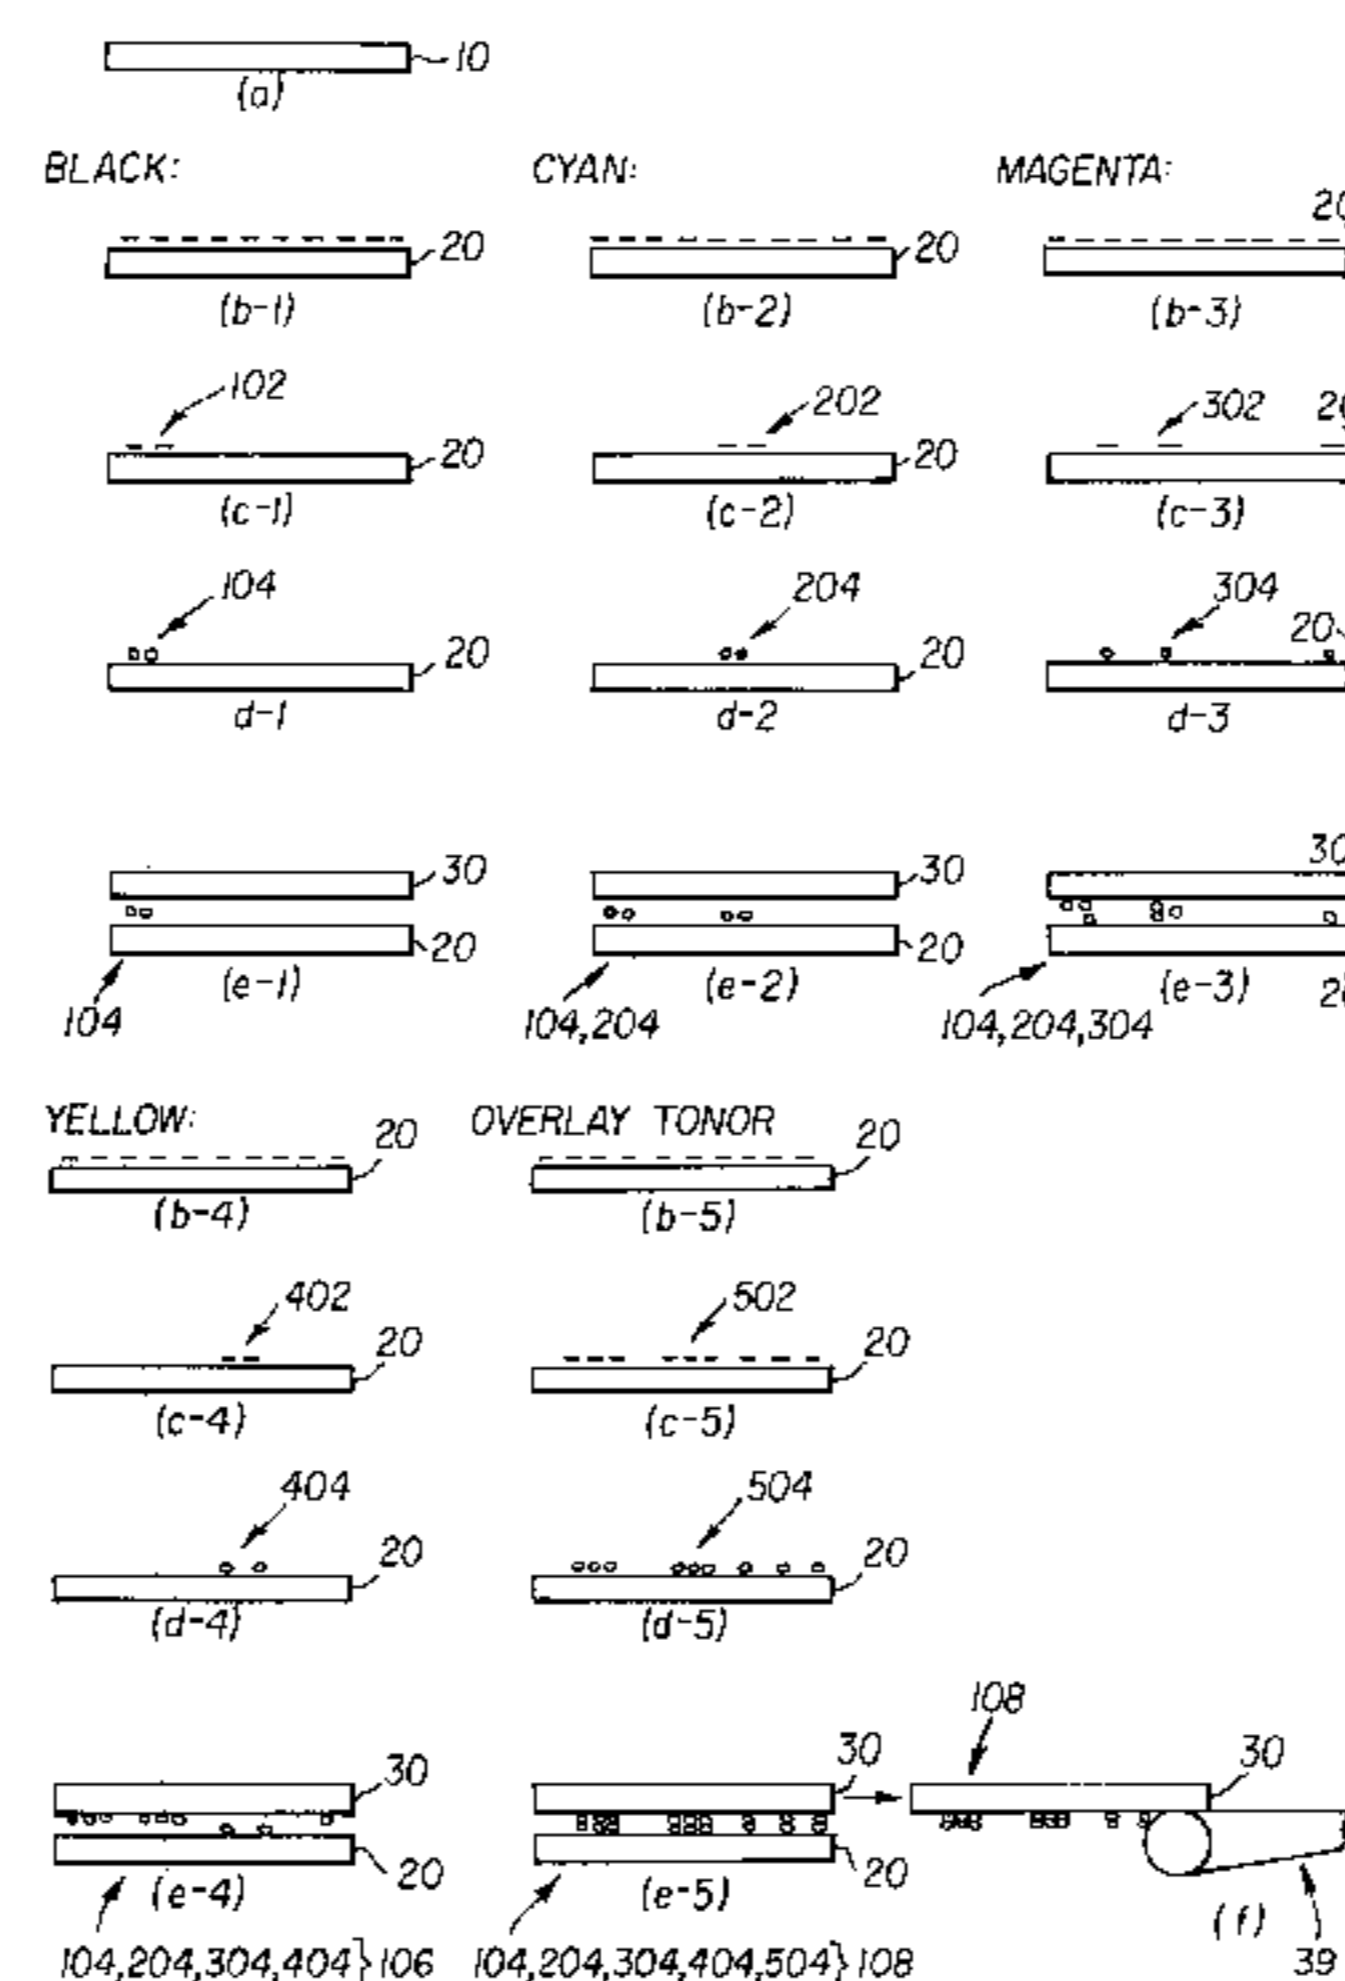 10
(a)
BLACK: CYAN: MAGENTA:
20 20
(b-1) (b-2) (b-3)
102 202 302
20 20
(c-1) (c-2) (c-3)
104 204 304
20 20 20
d-1 d-2 d-3
30 30 30
20 20
(e-1) (e-2) (e-3)
104 104,204 104,204,304
YELLOW: OVERLAY TONOR
20 20
(b-4) (b-5)
402 502
20 20
(c-4) (c-5)
404 504
20 20
(d-4) (d-5)
108
30 30 30
20 20
(e-4) (e-5) (f)
104,204,304,404}106 104,204,304,404,504}108 39